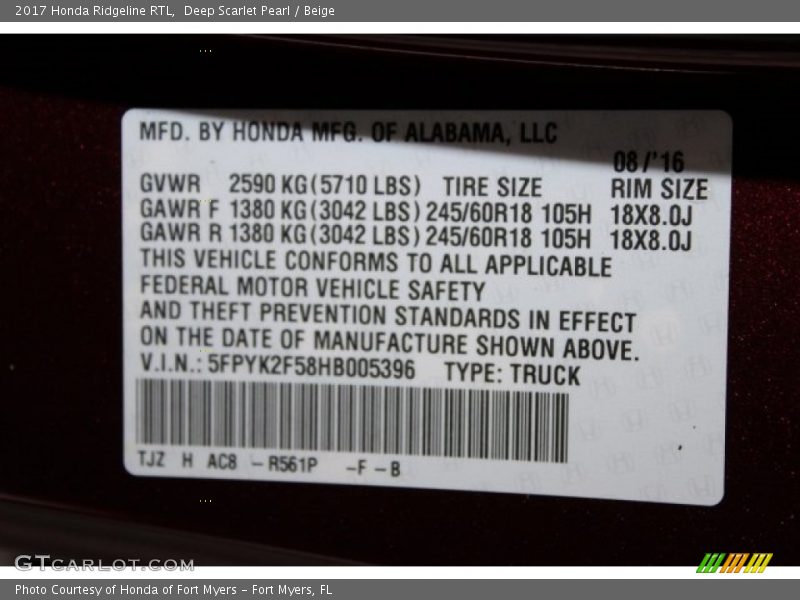 2017 Honda Ridgeline RTL, Deep Scarlet Pearl / Beige
MFD. BY HONDA MFG. OF ALABAMA, LLC
08/'16
GVWR 2590 KG(5710 LBS) TIRE SIZE RIM SIZE
GAWR F 1380 KG(3042 LBS) 245/60R18 105H 18X8.0J
GAWR R 1380 KG(3042 LBS) 245/60R18 105H 18X8.0J
THIS VEHICLE CONFORMS TO ALL APPLICABLE
FEDERAL MOTOR VEHICLE SAFETY
AND THEFT PREVENTION STANDARDS IN EFFECT
ON THE DATE OF MANUFACTURE SHOWN ABOVE.
V.I.N.: 5FPYK2F58HB005396 TYPE: TRUCK
TJZ H AC8 - R561P -F-B
GTCARLOT.COM
Photo Courtesy of Honda of Fort Myers - Fort Myers, FL